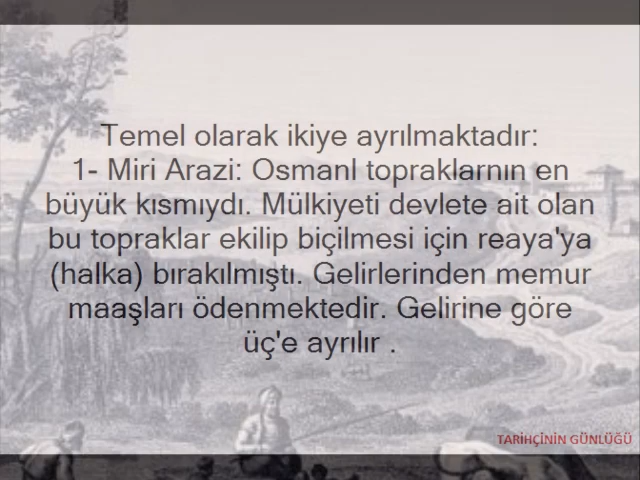 Temel olarak ikiye ayrılmaktadır:
1- Miri Arazi: Osmanl topraklarnın en
büyük kısmıydı. Mülkiyeti devlete ait olan
bu topraklar ekilip biçilmesi için reaya'ya
(halka) bırakılmıştı. Gelirlerinden memur
maaşları ödenmektedir. Gelirine göre
üç'e ayrılır .
TARİHÇİNİN GÜNLÜĞÜ